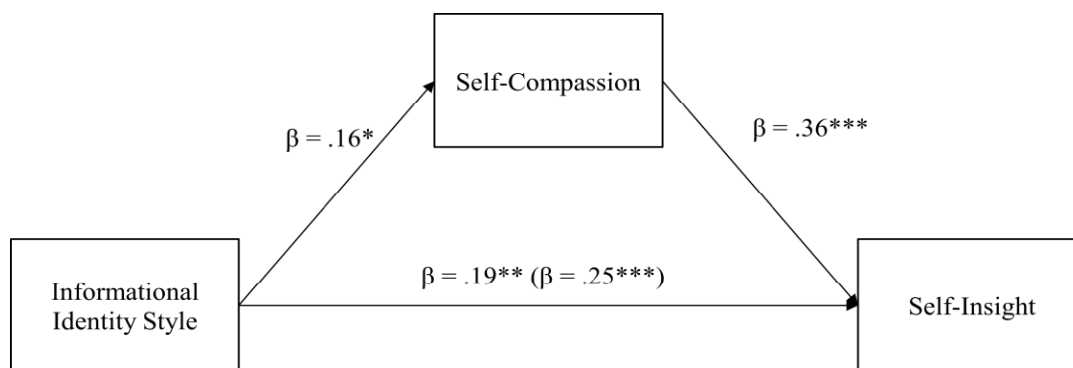 Self-Compassion
β = .16*
β = .36***
β = .19** (β = .25***)
Informational
Identity Style
Self-Insight